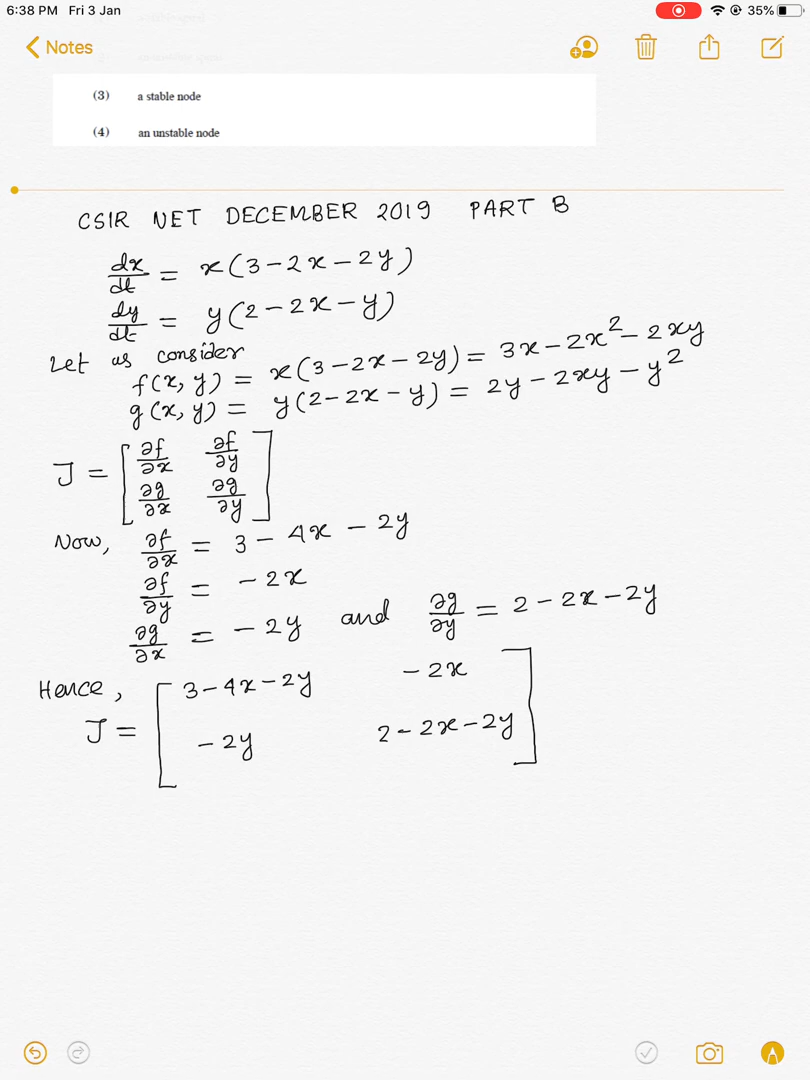 6:38 PM Fri 3 Jan 35%
Notes
(3) a stable node
(4) an unstable node
CSIR NET DECEMBER 2019 PART B
dx/dt = x(3-2x-2y)
dy/dt = y(2-2x-y)
Let us consider
f(x,y) = x(3-2x-2y) = 3x-2x²-2xy
g(x,y) = y(2-2x-y) = 2y-2xy-y²
J = [∂f/∂x ∂f/∂y
∂g/∂x ∂g/∂y]
Now, ∂f/∂x = 3-4x-2y
∂f/∂y = -2x
∂g/∂x = -2y and ∂g/∂y = 2-2x-2y
Hence,
J = [3-4x-2y -2x
-2y 2-2x-2y]